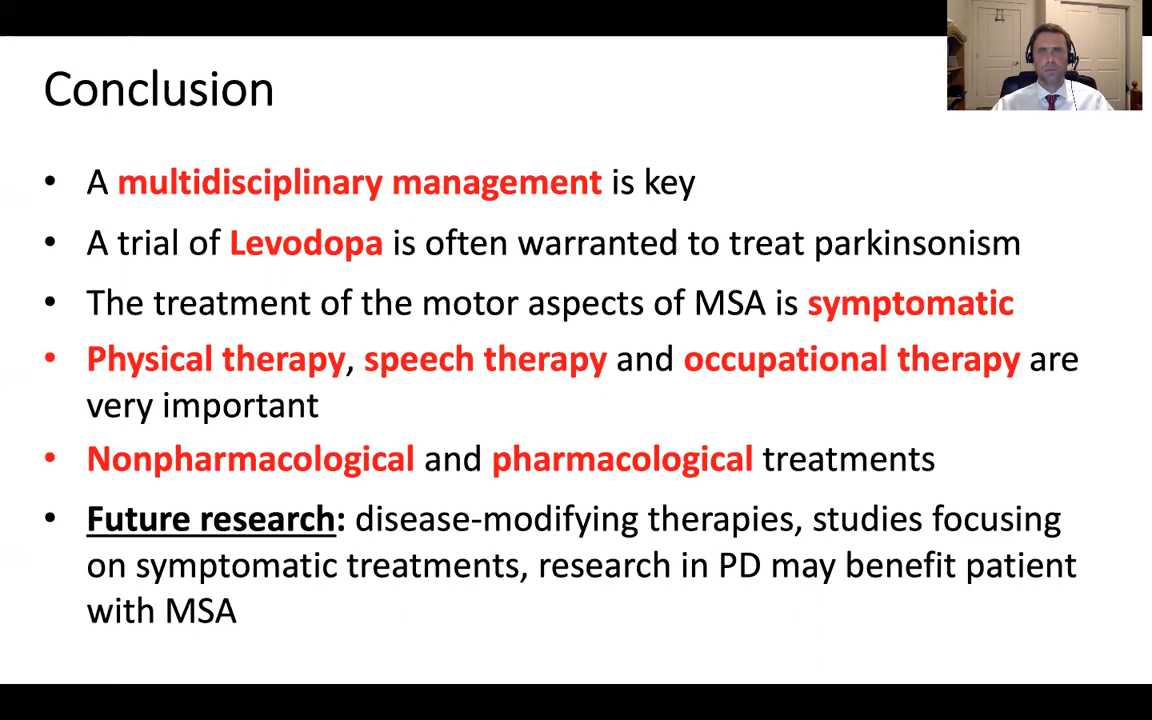 Conclusion
• A multidisciplinary management is key
• A trial of Levodopa is often warranted to treat parkinsonism
• The treatment of the motor aspects of MSA is symptomatic
• Physical therapy, speech therapy and occupational therapy are
very important
• Nonpharmacological and pharmacological treatments
• Future research: disease-modifying therapies, studies focusing
on symptomatic treatments, research in PD may benefit patient
with MSA